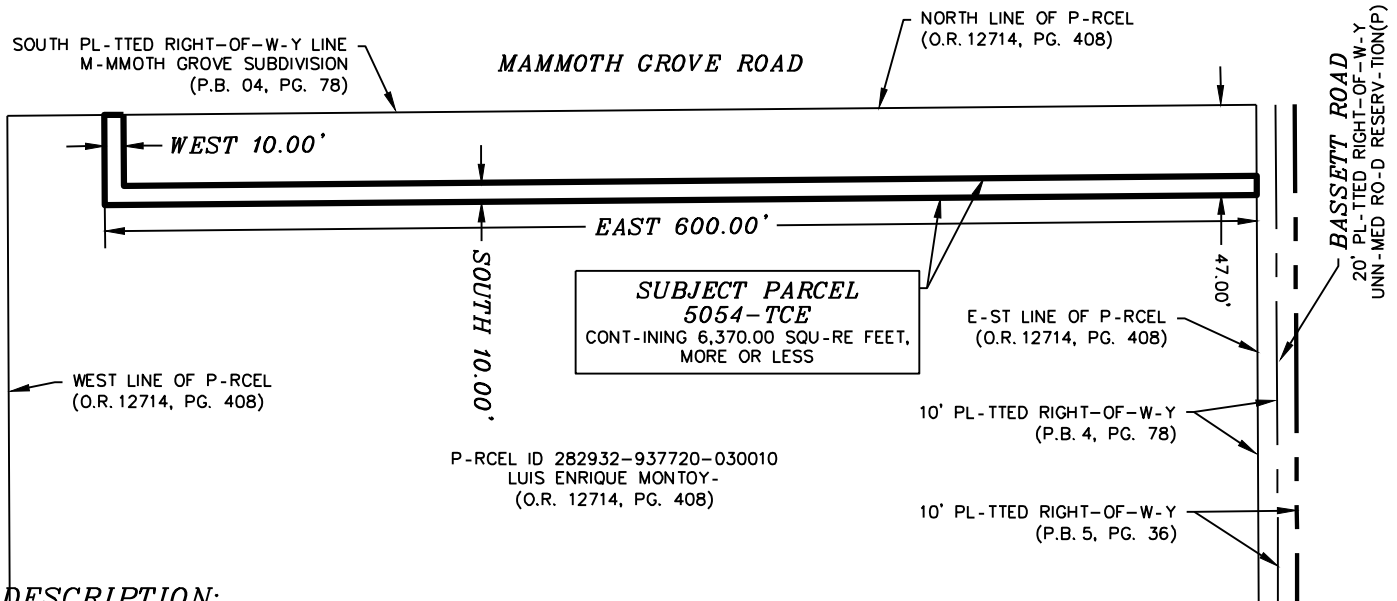 SOUTH PL-TTED RIGHT-OF-W-Y LINE
M-MMOTH GROVE SUBDIVISION
(P.B. 04, PG. 78)
MAMMOTH GROVE ROAD
NORTH LINE OF P-RCEL
(O.R. 12714, PG. 408)
BASSETT ROAD
20' PL-TTED RIGHT-OF-W-Y
UNN-MED RO-D RESERV-TION(P)
WEST 10.00'
EAST 600.00'
SOUTH 10.00'
47.00'
SUBJECT PARCEL
5054-TCE
CONT-INING 6,370.00 SQU-RE FEET,
MORE OR LESS
E-ST LINE OF P-RCEL
(O.R. 12714, PG. 408)
WEST LINE OF P-RCEL
(O.R. 12714, PG. 408)
10' PL-TTED RIGHT-OF-W-Y
(P.B. 4, PG. 78)
P-RCEL ID 282932-937720-030010
LUIS ENRIQUE MONTOY-
(O.R. 12714, PG. 408)
10' PL-TTED RIGHT-OF-W-Y
(P.B. 5, PG. 36)
DESCRIPTION: